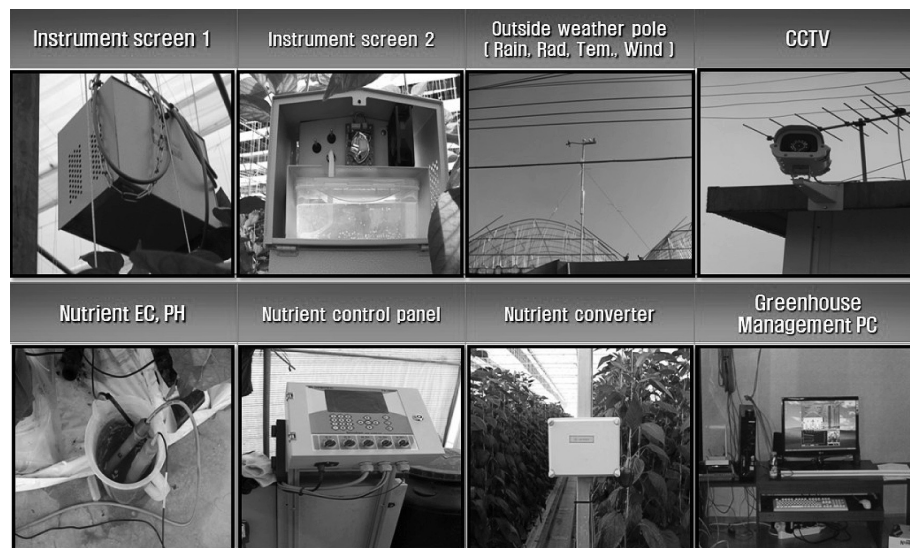 Instrument screen 1
Instrument screen 2
Outside weather pole
( Rain, Rad, Tem., Wind )
CCTV
Nutrient EC, PH
Nutrient control panel
Nutrient converter
Greenhouse
Management PC